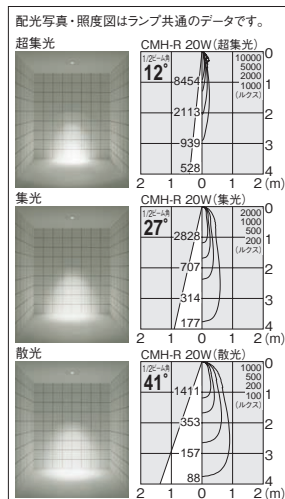 配光写真・照度図はランプ共通のデータです。
超集光
CMH-R 20W(超集光)
1/2ビーム角
12°
10000
5000
2000
1000
(ルクス)
8454
2113
939
528
0
1
2
3
4
2 1 0 1 2(m)
集光
CMH-R 20W(集光)
1/2ビーム角
27°
2000
1000
500
200
(ルクス)
2828
707
314
177
0
1
2
3
4
2 1 0 1 2(m)
散光
CMH-R 20W(散光)
1/2ビーム角
41°
1000
500
200
100
(ルクス)
1411
353
157
88
0
1
2
3
4
2 1 0 1 2(m)